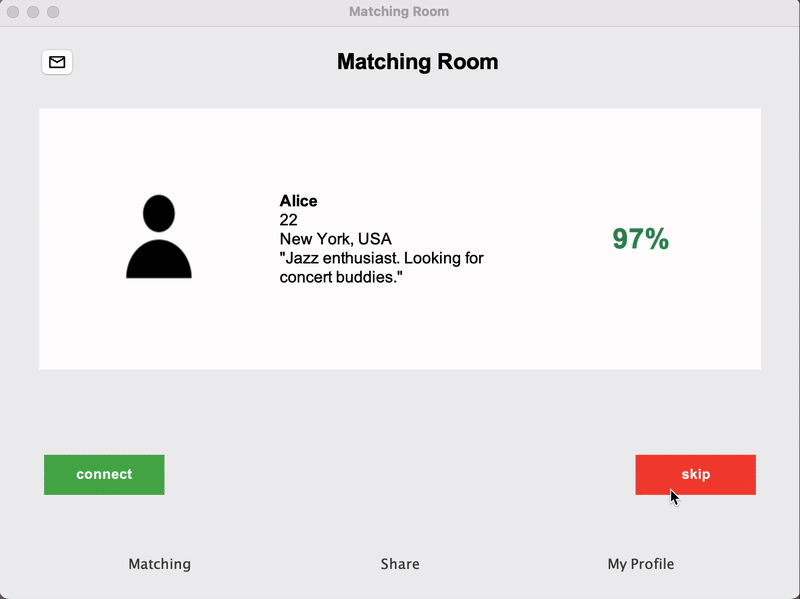 Matching Room
Matching Room
Alice
22
New York, USA
"Jazz enthusiast. Looking for
concert buddies."
97%
connect
skip
Matching
Share
My Profile